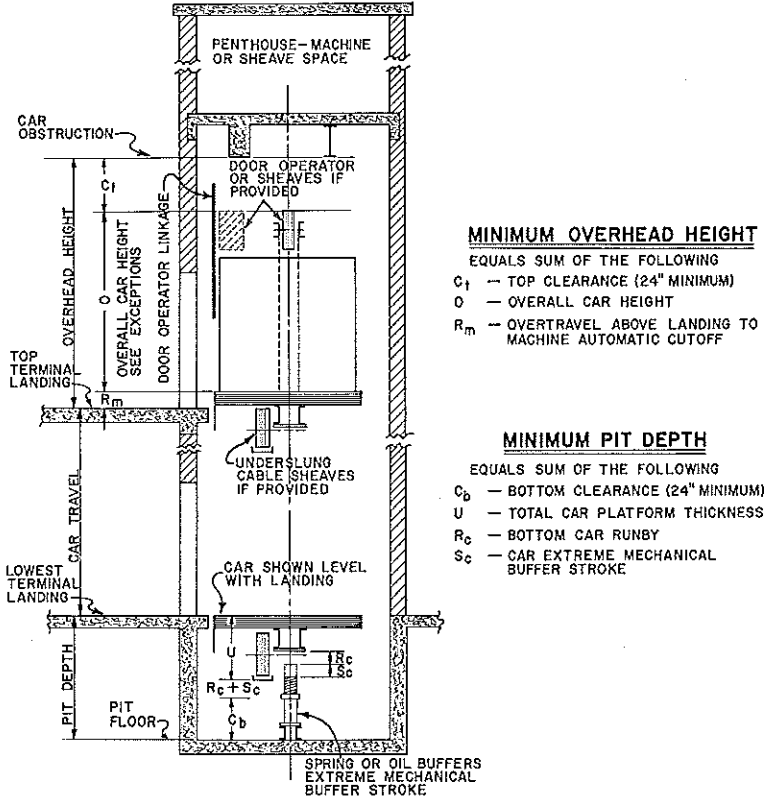 PENTHOUSE-MACHINE
OR SHEAVE SPACE
CAR
OBSTRUCTION
DOOR OPERATOR
OR SHEAVES IF
PROVIDED
Ct
OVERHEAD HEIGHT
O
OVERALL CAR HEIGHT
SEE EXCEPTIONS
DOOR OPERATOR LINKAGE
Rm
TOP
TERMINAL
LANDING
UNDERSLUNG
CABLE SHEAVES
IF PROVIDED
CAR TRAVEL
CAR SHOWN LEVEL
WITH LANDING
LOWEST
TERMINAL
LANDING
U
Rc
Sc
Rc + Sc
Cb
PIT DEPTH
PIT
FLOOR
SPRING OR OIL BUFFERS
EXTREME MECHANICAL
BUFFER STROKE
MINIMUM OVERHEAD HEIGHT
EQUALS SUM OF THE FOLLOWING
Ct — TOP CLEARANCE (24" MINIMUM)
O — OVERALL CAR HEIGHT
Rm — OVERTRAVEL ABOVE LANDING TO
MACHINE AUTOMATIC CUTOFF
MINIMUM PIT DEPTH
EQUALS SUM OF THE FOLLOWING
Cb — BOTTOM CLEARANCE (24" MINIMUM)
U — TOTAL CAR PLATFORM THICKNESS
Rc — BOTTOM CAR RUNBY
Sc — CAR EXTREME MECHANICAL
BUFFER STROKE